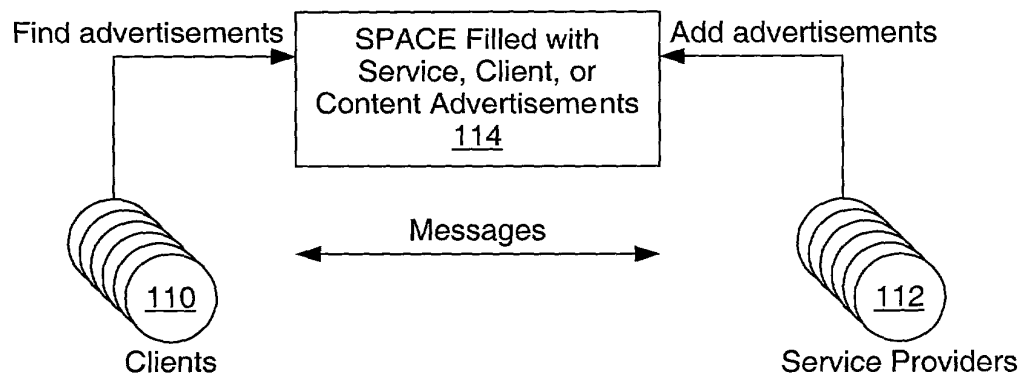 Find advertisements
SPACE Filled with
Service, Client, or
Content Advertisements
114
Add advertisements
Messages
110
Clients
112
Service Providers